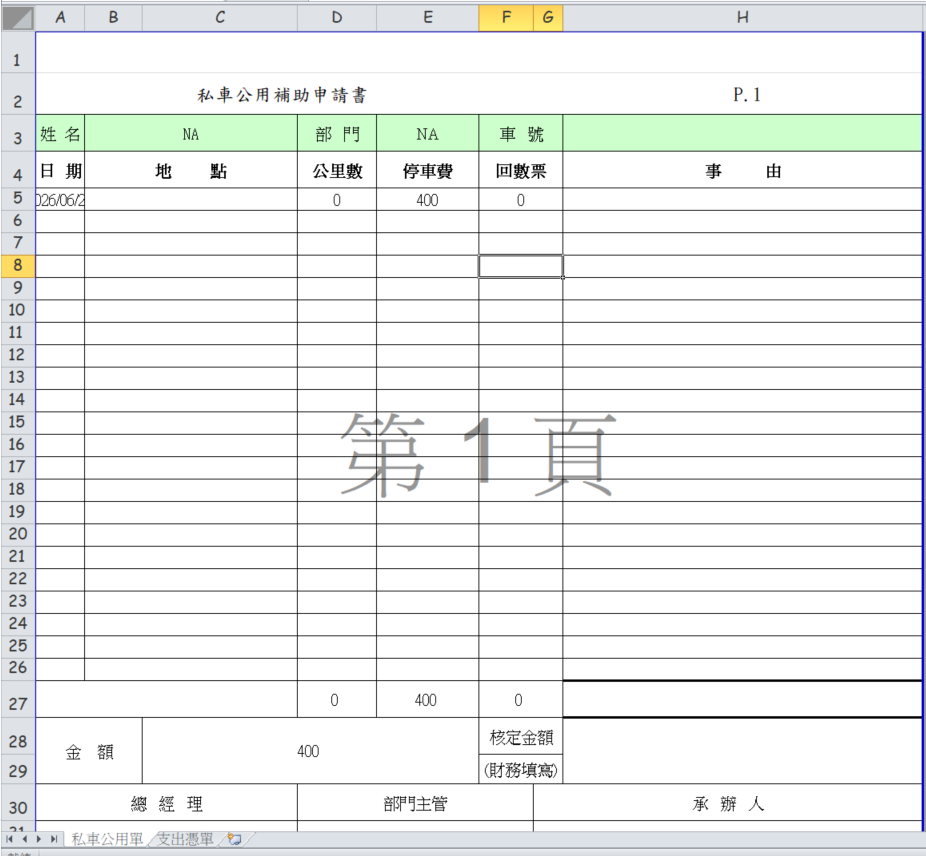 A B C D E F G H
1
2 私車公用補助申請書 P.1
3 姓 名 NA 部 門 NA 車 號
4 日 期 地 點 公里數 停車費 回數票 事 由
5 026/06/2 0 400 0
6
7
8
9
10
11
12
13
14
15
第 1 頁
16
17
18
19
20
21
22
23
24
25
26
27 0 400 0
28 金 額 400 核定金額
29 (財務填寫)
30 總 經 理 部門主管 承 辦 人
31
私車公用單 支出憑單